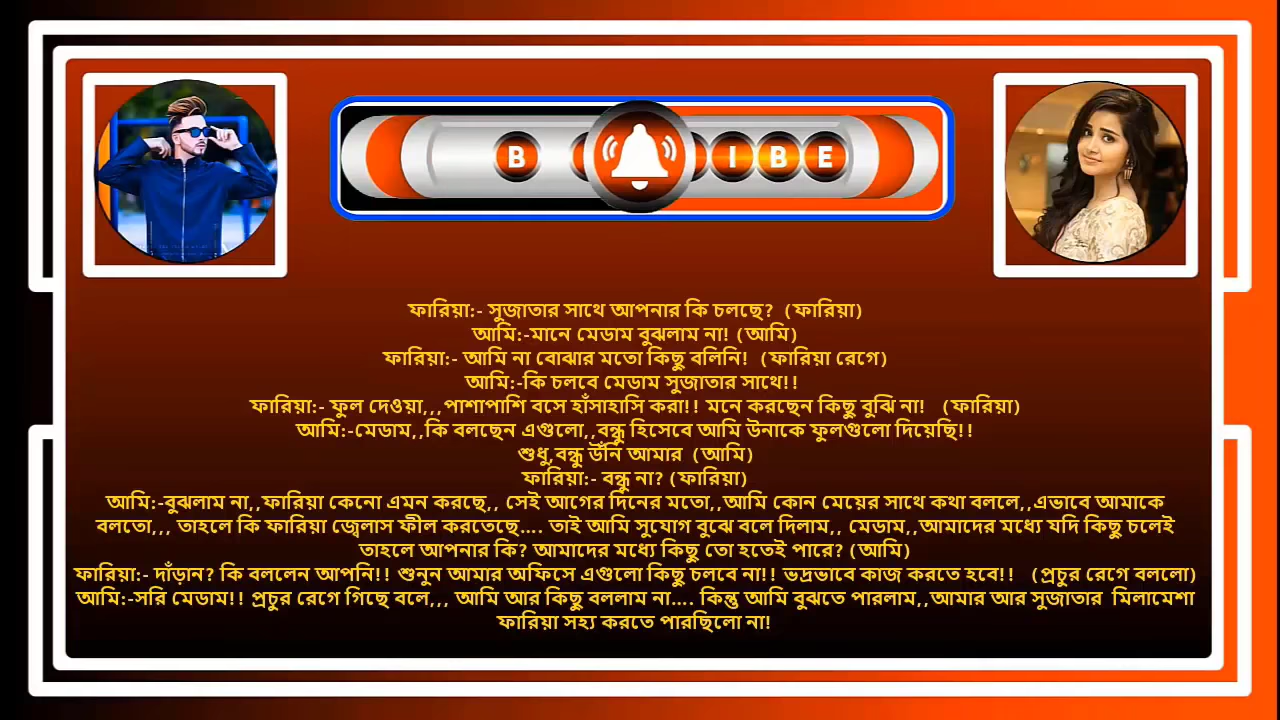 B I B E
ফারিয়া:- সুজাতার সাথে আপনার কি চলছে? (ফারিয়া)
আমি:-মানে মেডাম বুঝলাম না! (আমি)
ফারিয়া:- আমি না বোঝার মতো কিছু বলিনি! (ফারিয়া রেগে)
আমি:-কি চলবে মেডাম সুজাতার সাথে!!
ফারিয়া:- ফুল দেওয়া,,,পাশাপাশি বসে হাঁসাহাসি করা!! মনে করছেন কিছু বুঝি না! (ফারিয়া)
আমি:-মেডাম,,কি বলছেন এগুলো,,বন্ধু হিসেবে আমি উনাকে ফুলগুলো দিয়েছি!!
শুধু,বন্ধু উঁনি আমার (আমি)
ফারিয়া:- বন্ধু না? (ফারিয়া)
আমি:-বুঝলাম না,,ফারিয়া কেনো এমন করছে,, সেই আগের দিনের মতো,,আমি কোন মেয়ের সাথে কথা বললে,,এভাবে আমাকে
বলতো,,, তাহলে কি ফারিয়া জ্বেলাস ফীল করতেছে.... তাই আমি সুযোগ বুঝে বলে দিলাম,, মেডাম,,আমাদের মধ্যে যদি কিছু চলেই
তাহলে আপনার কি? আমাদের মধ্যে কিছু তো হতেই পারে? (আমি)
ফারিয়া:- দাঁড়ান? কি বললেন আপনি!! শুনুন আমার অফিসে এগুলো কিছু চলবে না!! ভদ্রভাবে কাজ করতে হবে!! (প্রচুর রেগে বললো)
আমি:-সরি মেডাম!! প্রচুর রেগে গিছে বলে,,, আমি আর কিছু বললাম না.... কিন্তু আমি বুঝতে পারলাম,,আমার আর সুজাতার মিলামেশা
ফারিয়া সহ্য করতে পারছিলো না!